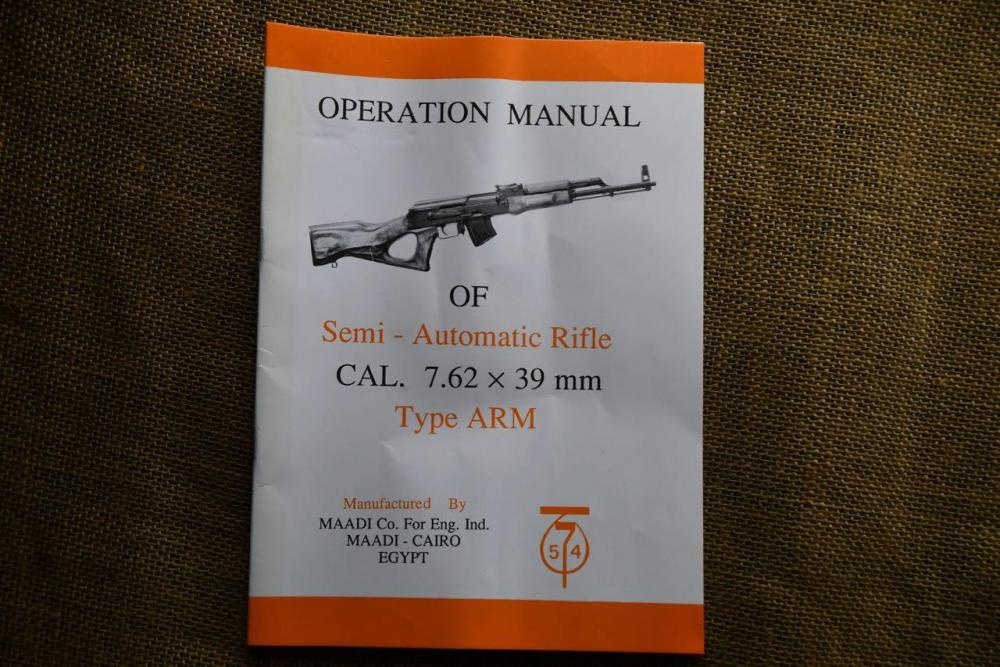 OPERATION MANUAL
OF
Semi - Automatic Rifle
CAL. 7.62 × 39 mm
Type ARM
Manufactured By
MAADI Co. For Eng. Ind.
MAADI - CAIRO
EGYPT
54